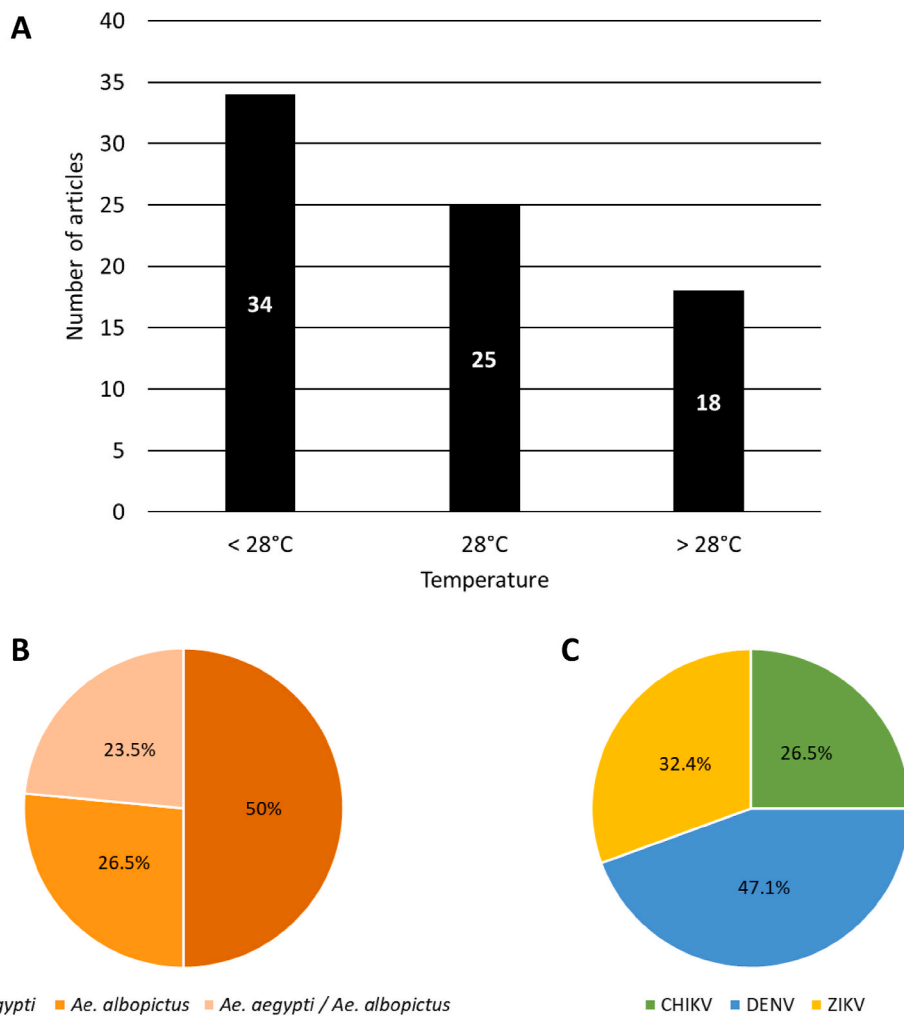 A
40
35
30
25
20
15
10
5
0
Number of articles
34
25
18
< 28°C 28°C > 28°C
Temperature
B
23.5%
50%
26.5%
gypti Ae. albopictus Ae. aegypti / Ae. albopictus
C
32.4%
26.5%
47.1%
CHIKV DENV ZIKV